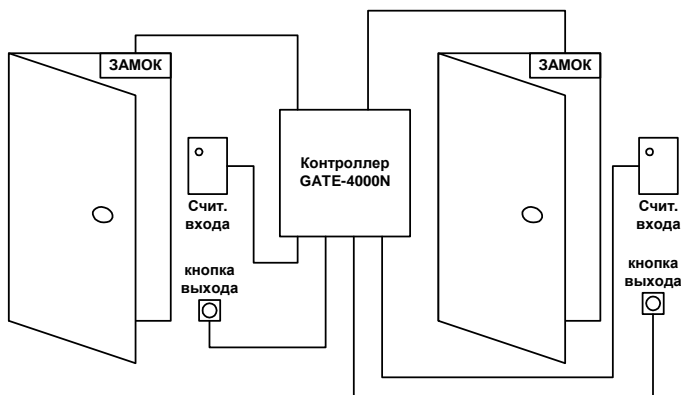 ЗАМОК
ЗАМОК
Контроллер
GATE-4000N
Счит.
входа
Счит.
входа
кнопка
выхода
кнопка
выхода